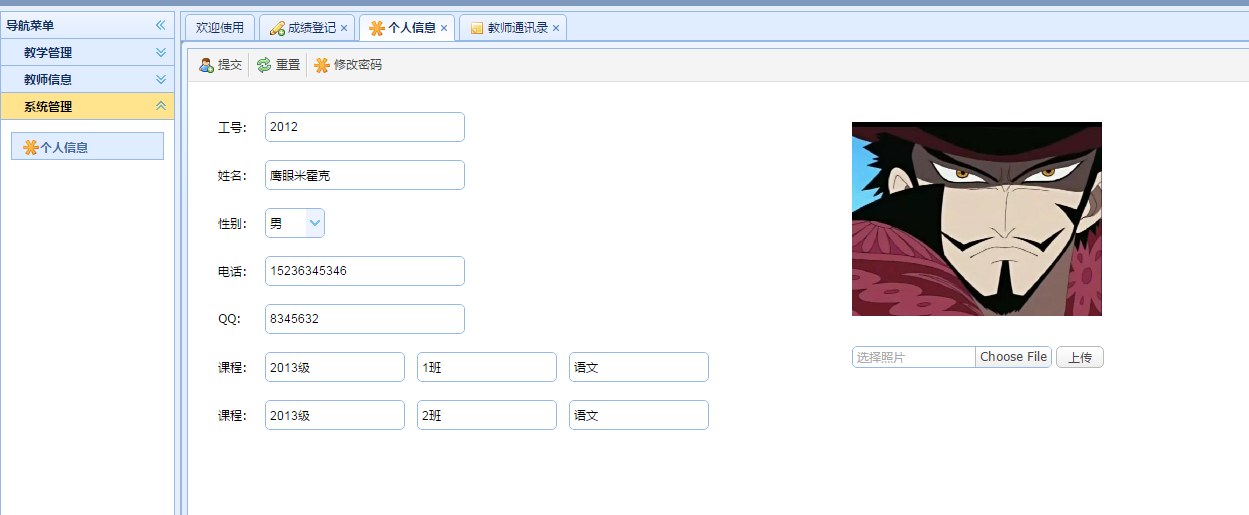 导航菜单
教学管理
教师信息
系统管理
个人信息
欢迎使用 成绩登记 个人信息 教师通讯录
提交 重置 修改密码
工号: 2012
姓名: 鹰眼米霍克
性别: 男
电话: 15236345346
QQ: 8345632
课程: 2013级 1班 语文
课程: 2013级 2班 语文
选择照片 Choose File 上传